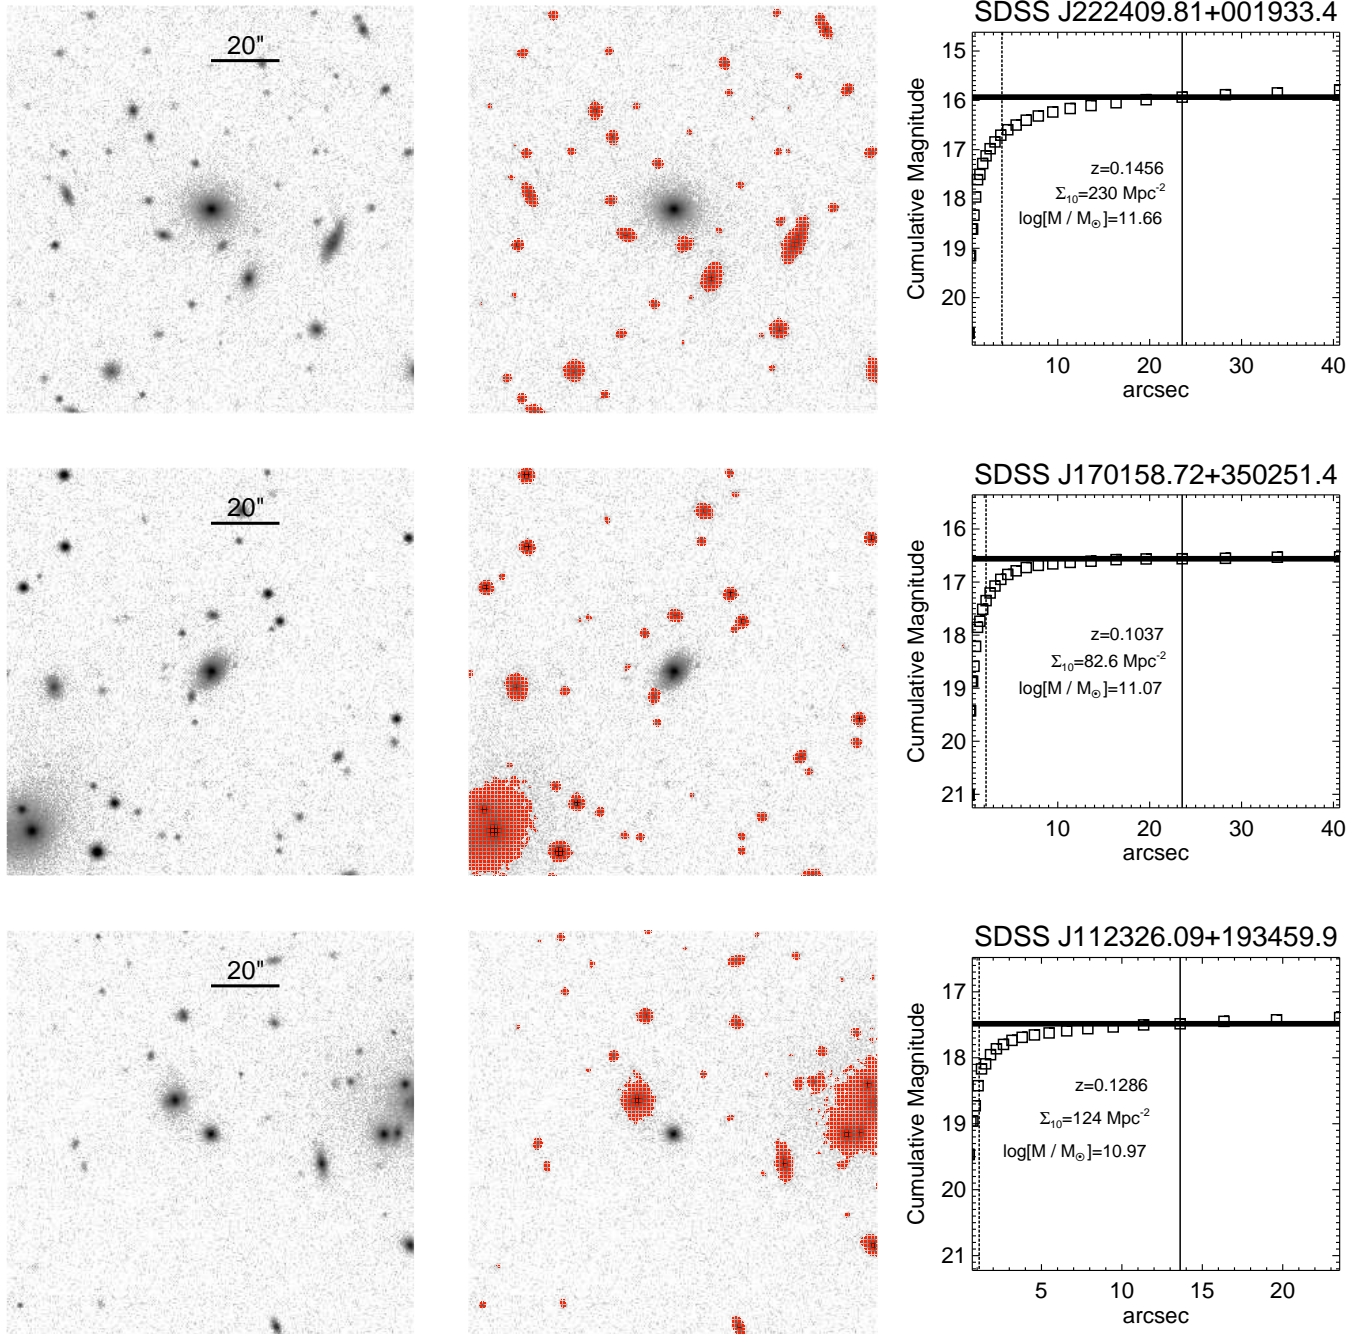 20"
SDSS J222409.81+001933.4
15
16
17
18
19
20
Cumulative Magnitude
z=0.1456
Σ₁₀=230 Mpc⁻²
log[M / M☉]=11.66
10 20 30 40
arcsec
20"
SDSS J170158.72+350251.4
16
17
18
19
20
21
Cumulative Magnitude
z=0.1037
Σ₁₀=82.6 Mpc⁻²
log[M / M☉]=11.07
10 20 30 40
arcsec
20"
SDSS J112326.09+193459.9
17
18
19
20
21
Cumulative Magnitude
z=0.1286
Σ₁₀=124 Mpc⁻²
log[M / M☉]=10.97
5 10 15 20
arcsec